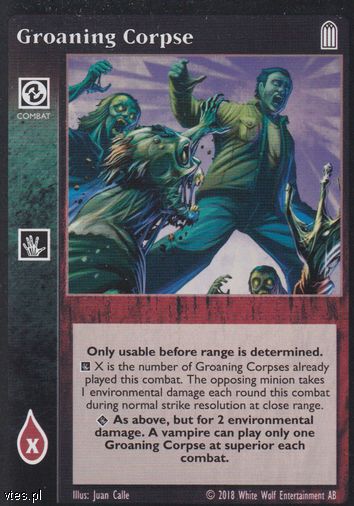 Groaning Corpse
COMBAT
Only usable before range is determined.
X is the number of Groaning Corpses already
played this combat. The opposing minion takes
1 environmental damage each round this combat
during normal strike resolution at close range.
As above, but for 2 environmental
damage. A vampire can play only one
Groaning Corpse at superior each
combat.
X
Illus: Juan Calle © 2018 White Wolf Entertainment AB
vtes.pl